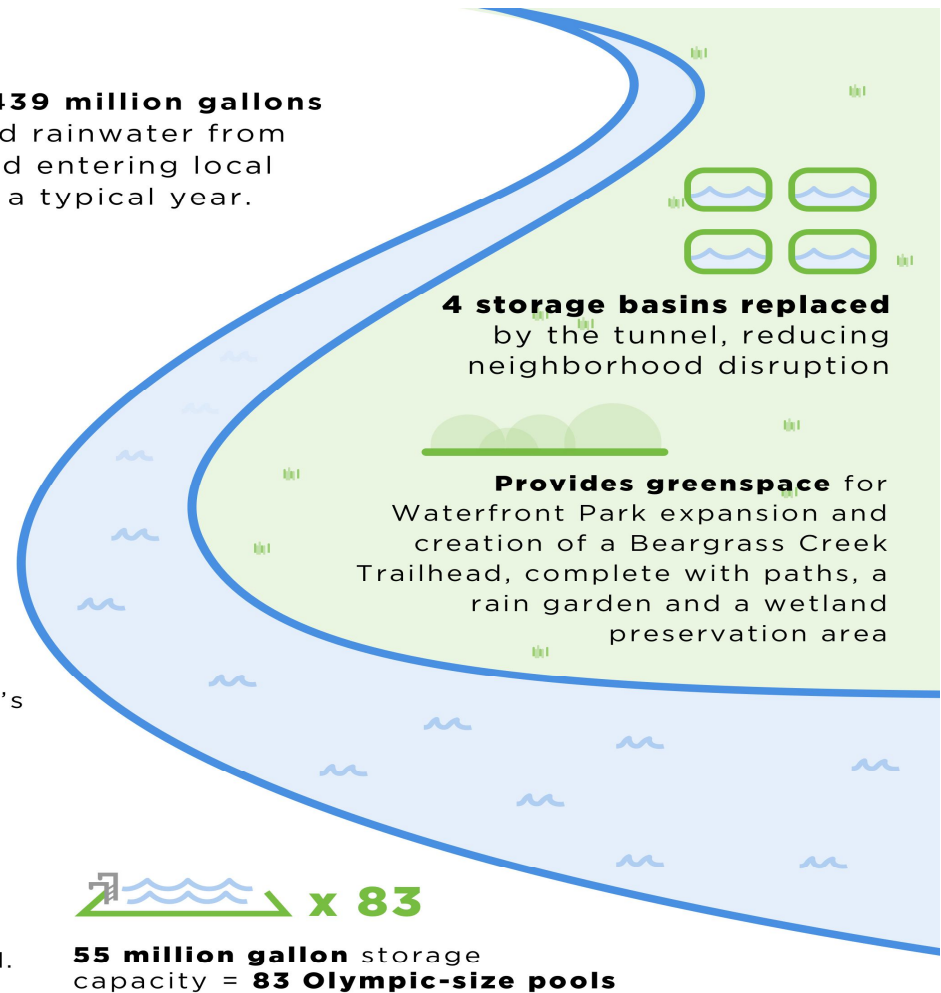 439 million gallons
d rainwater from
d entering local
a typical year.
4 storage basins replaced
by the tunnel, reducing
neighborhood disruption
Provides greenspace for
Waterfront Park expansion and
creation of a Beargrass Creek
Trailhead, complete with paths, a
rain garden and a wetland
preservation area
’s
x 83
55 million gallon storage
capacity = 83 Olympic-size pools